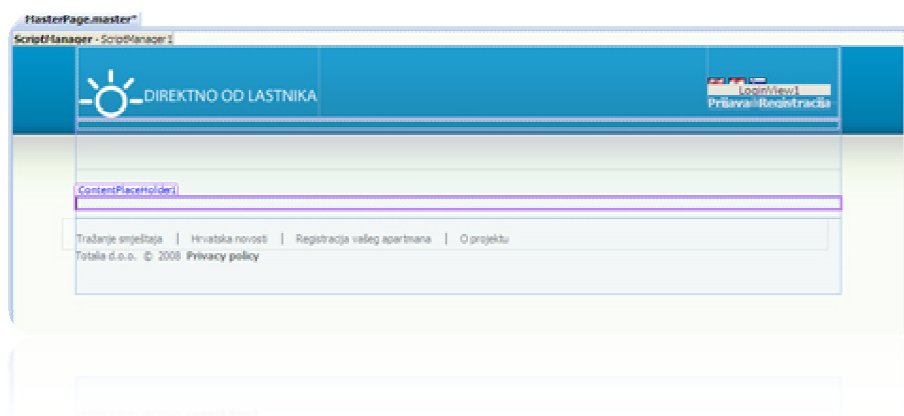 MasterPage.master*
ScriptManager - ScriptManager1
DIREKTNO OD LASTNIKA
LoginView1
Prijava Registracija
ContentPlaceHolder1
Traženje smještaja | Hrvatska novosti | Registracija vašeg apartmana | O projektu
Totalia d.o.o. © 2008 Privacy policy